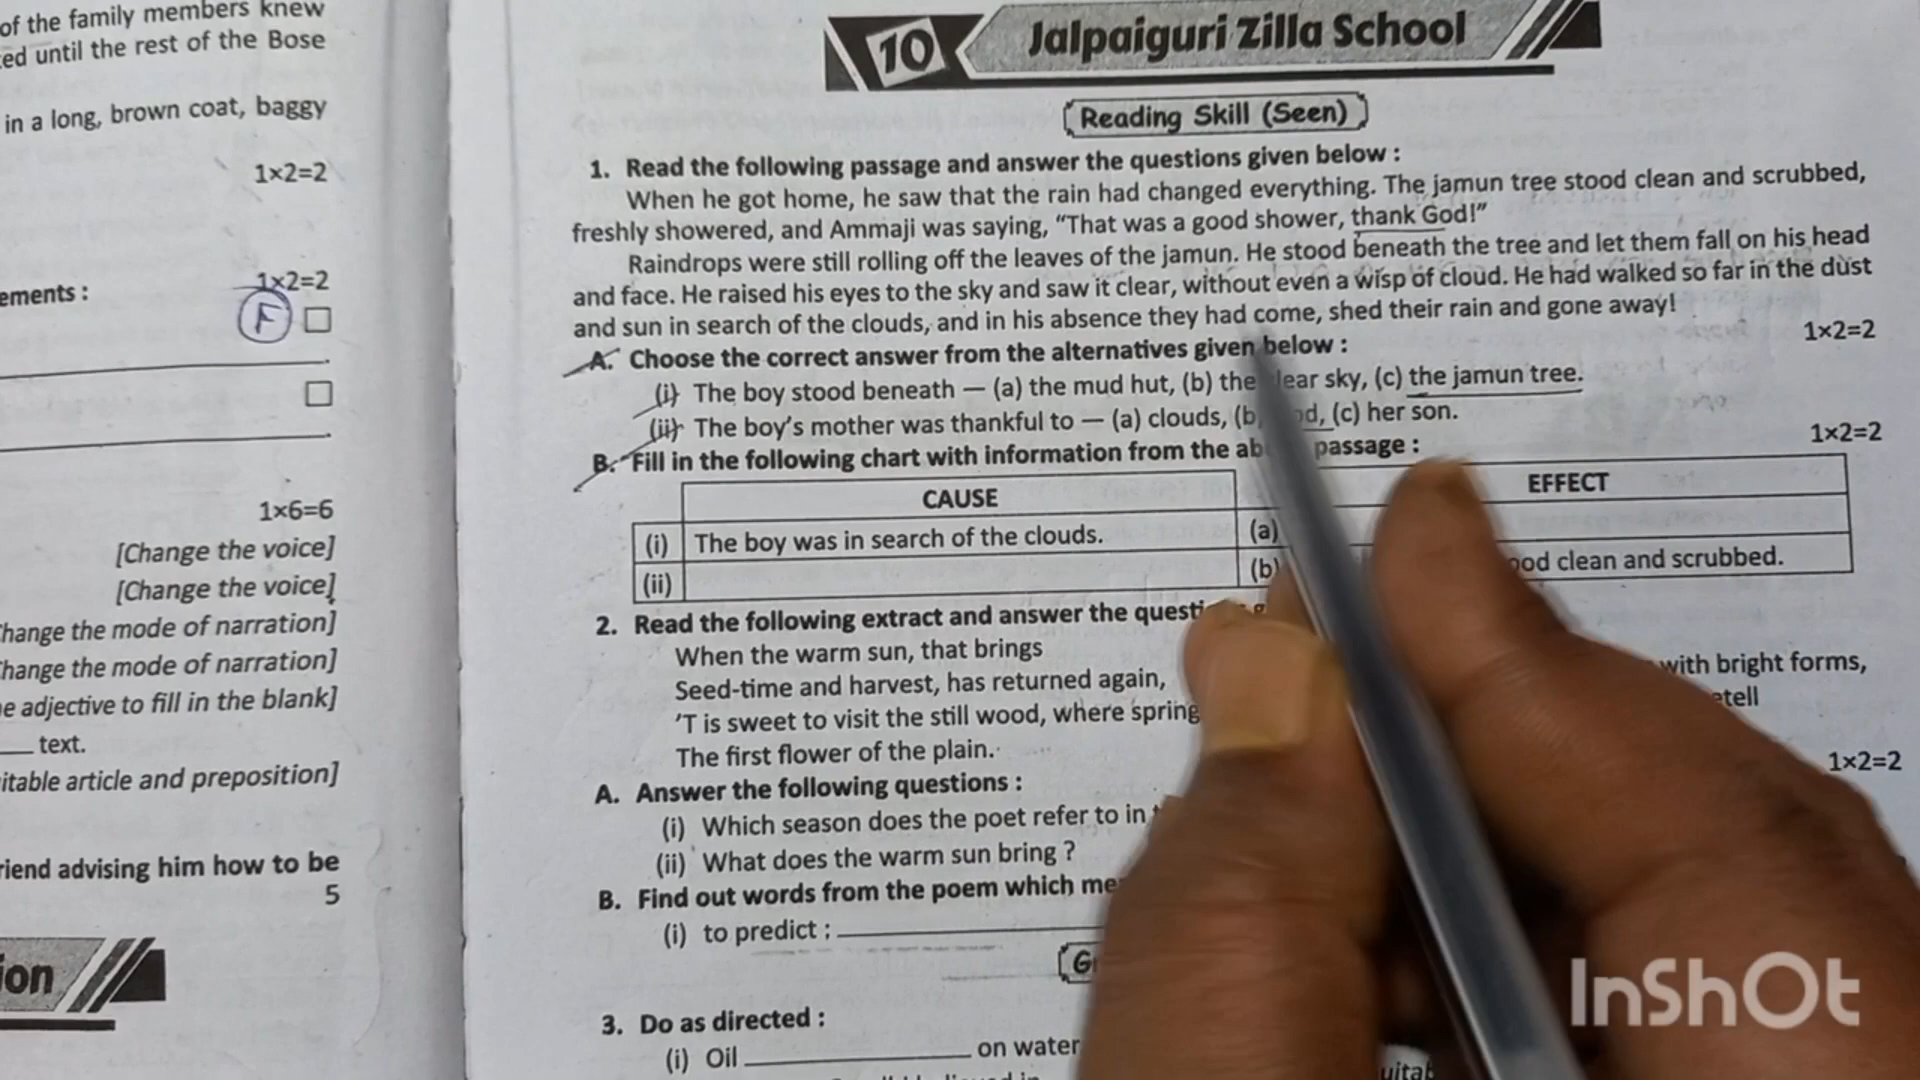 of the family members knew
ed until the rest of the Bose
in a long, brown coat, baggy
1×2=2
1×2=2
ements :
F
1×6=6
[Change the voice]
[Change the voice]
hange the mode of narration]
hange the mode of narration]
e adjective to fill in the blank]
text.
itable article and preposition]
riend advising him how to be
5
ion
10 Jalpaiguri Zilla School
Reading Skill (Seen)
1. Read the following passage and answer the questions given below :
When he got home, he saw that the rain had changed everything. The jamun tree stood clean and scrubbed,
freshly showered, and Ammaji was saying, “That was a good shower, thank God!”
Raindrops were still rolling off the leaves of the jamun. He stood beneath the tree and let them fall on his head
and face. He raised his eyes to the sky and saw it clear, without even a wisp of cloud. He had walked so far in the dust
and sun in search of the clouds, and in his absence they had come, shed their rain and gone away!
A. Choose the correct answer from the alternatives given below : 1×2=2
(i) The boy stood beneath — (a) the mud hut, (b) the lear sky, (c) the jamun tree.
(ii) The boy’s mother was thankful to — (a) clouds, (b d, (c) her son.
B. Fill in the following chart with information from the ab passage : 1×2=2
CAUSE EFFECT
(i) The boy was in search of the clouds. (a)
(ii) (b) ood clean and scrubbed.
2. Read the following extract and answer the questi
When the warm sun, that brings
Seed-time and harvest, has returned again, with bright forms,
’T is sweet to visit the still wood, where spring etell
The first flower of the plain.
A. Answer the following questions : 1×2=2
(i) Which season does the poet refer to in
(ii) What does the warm sun bring ?
B. Find out words from the poem which me
(i) to predict :
G
3. Do as directed :
(i) Oil ____ on water
uitab
InShOt